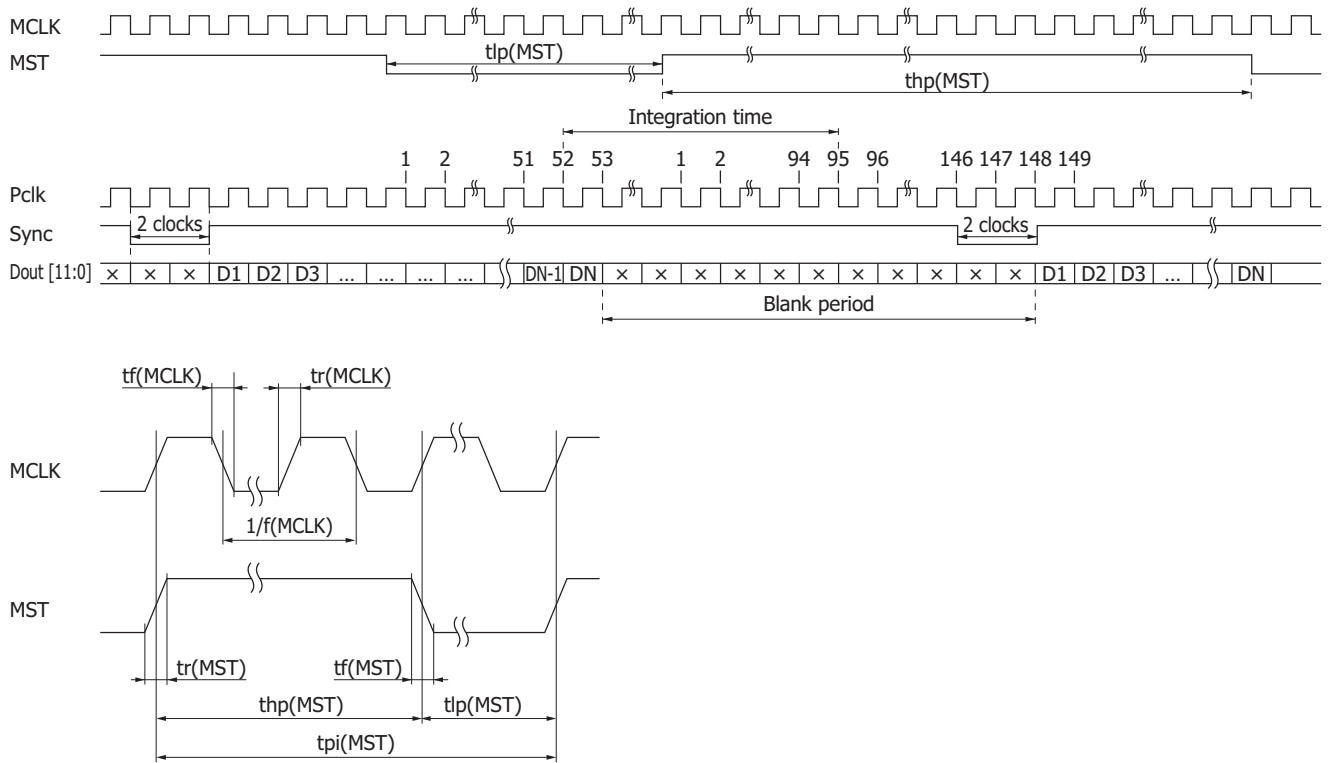 MCLK
MST
tlp(MST)
thp(MST)
Integration time
1 2 51 52 53 1 2 94 95 96 146 147 148 149
Pclk
Sync
2 clocks
2 clocks
Dout [11:0] × × × D1 D2 D3 ... ... ... ... DN-1 DN × × × × × × × × × × × D1 D2 D3 ... DN
Blank period
tf(MCLK)
tr(MCLK)
MCLK
1/f(MCLK)
MST
tr(MST)
tf(MST)
thp(MST)
tlp(MST)
tpi(MST)